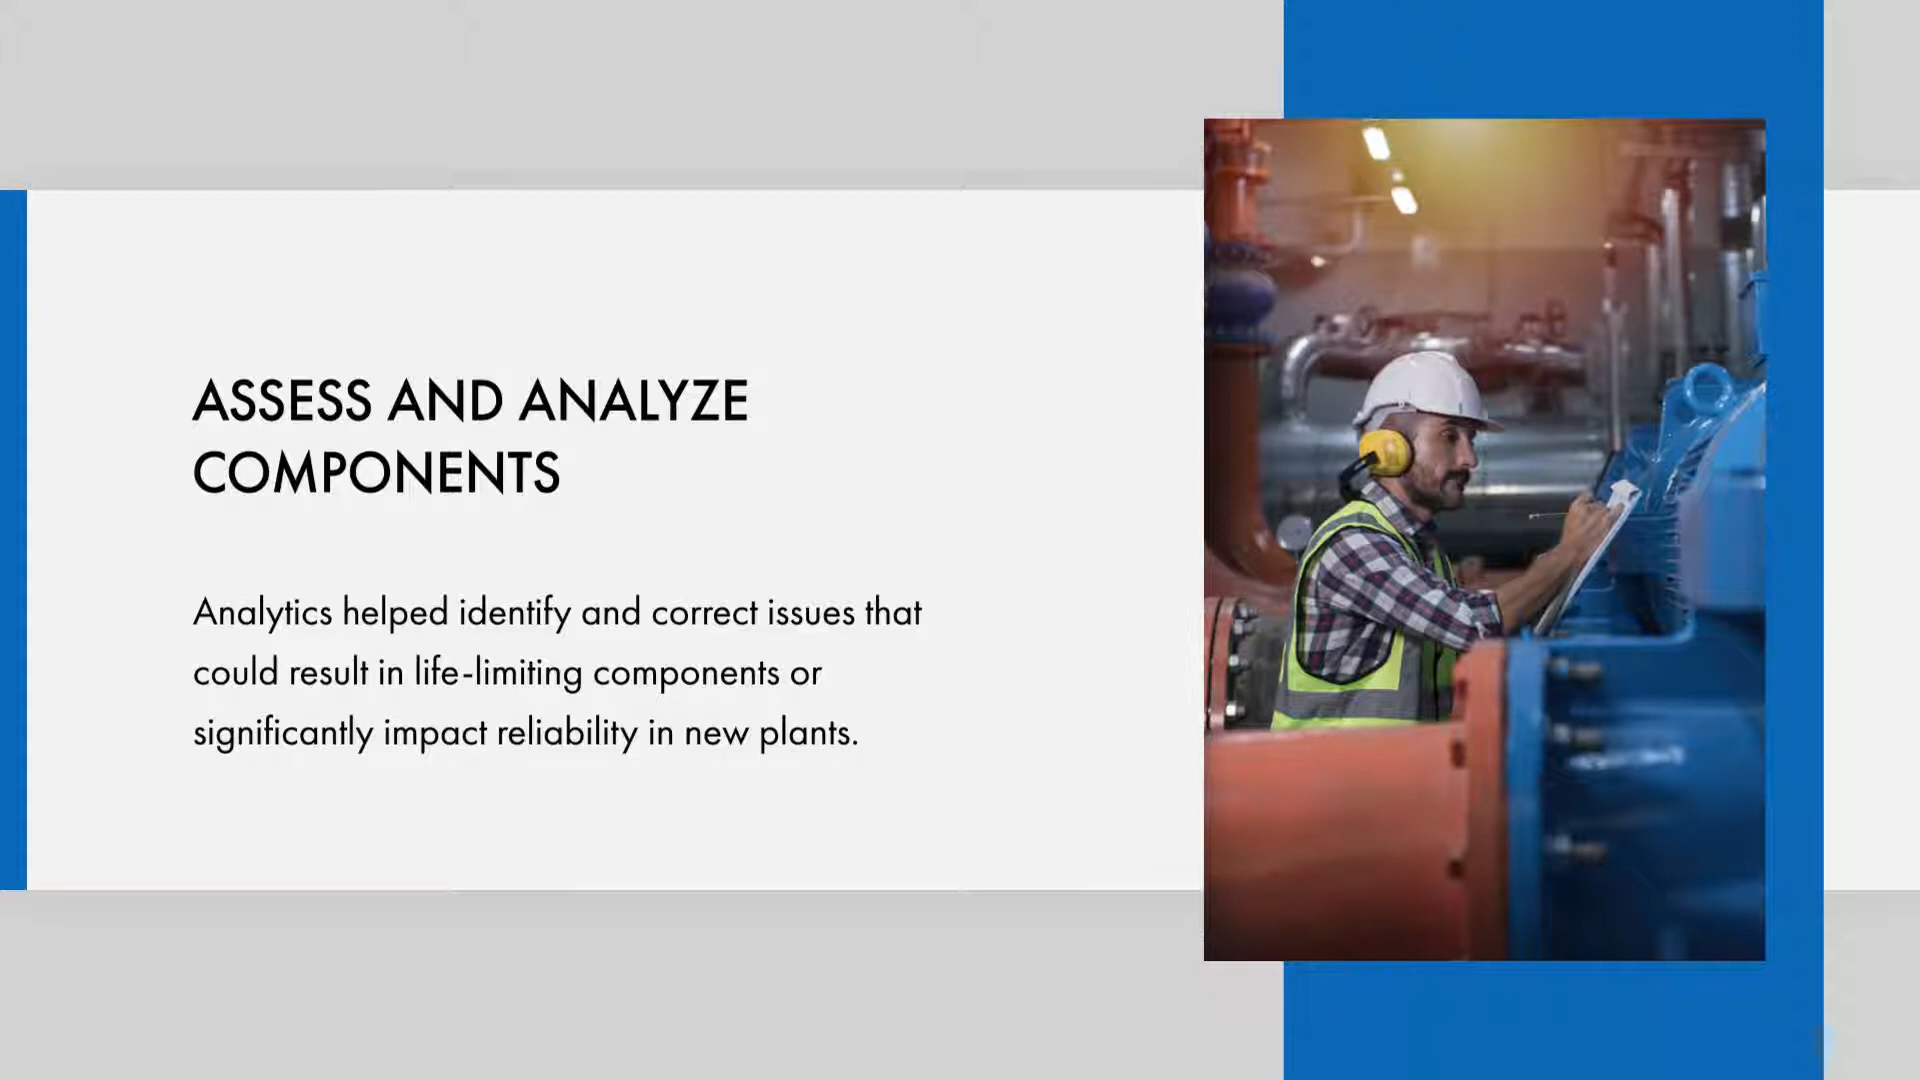 ASSESS AND ANALYZE
COMPONENTS
Analytics helped identify and correct issues that
could result in life-limiting components or
significantly impact reliability in new plants.